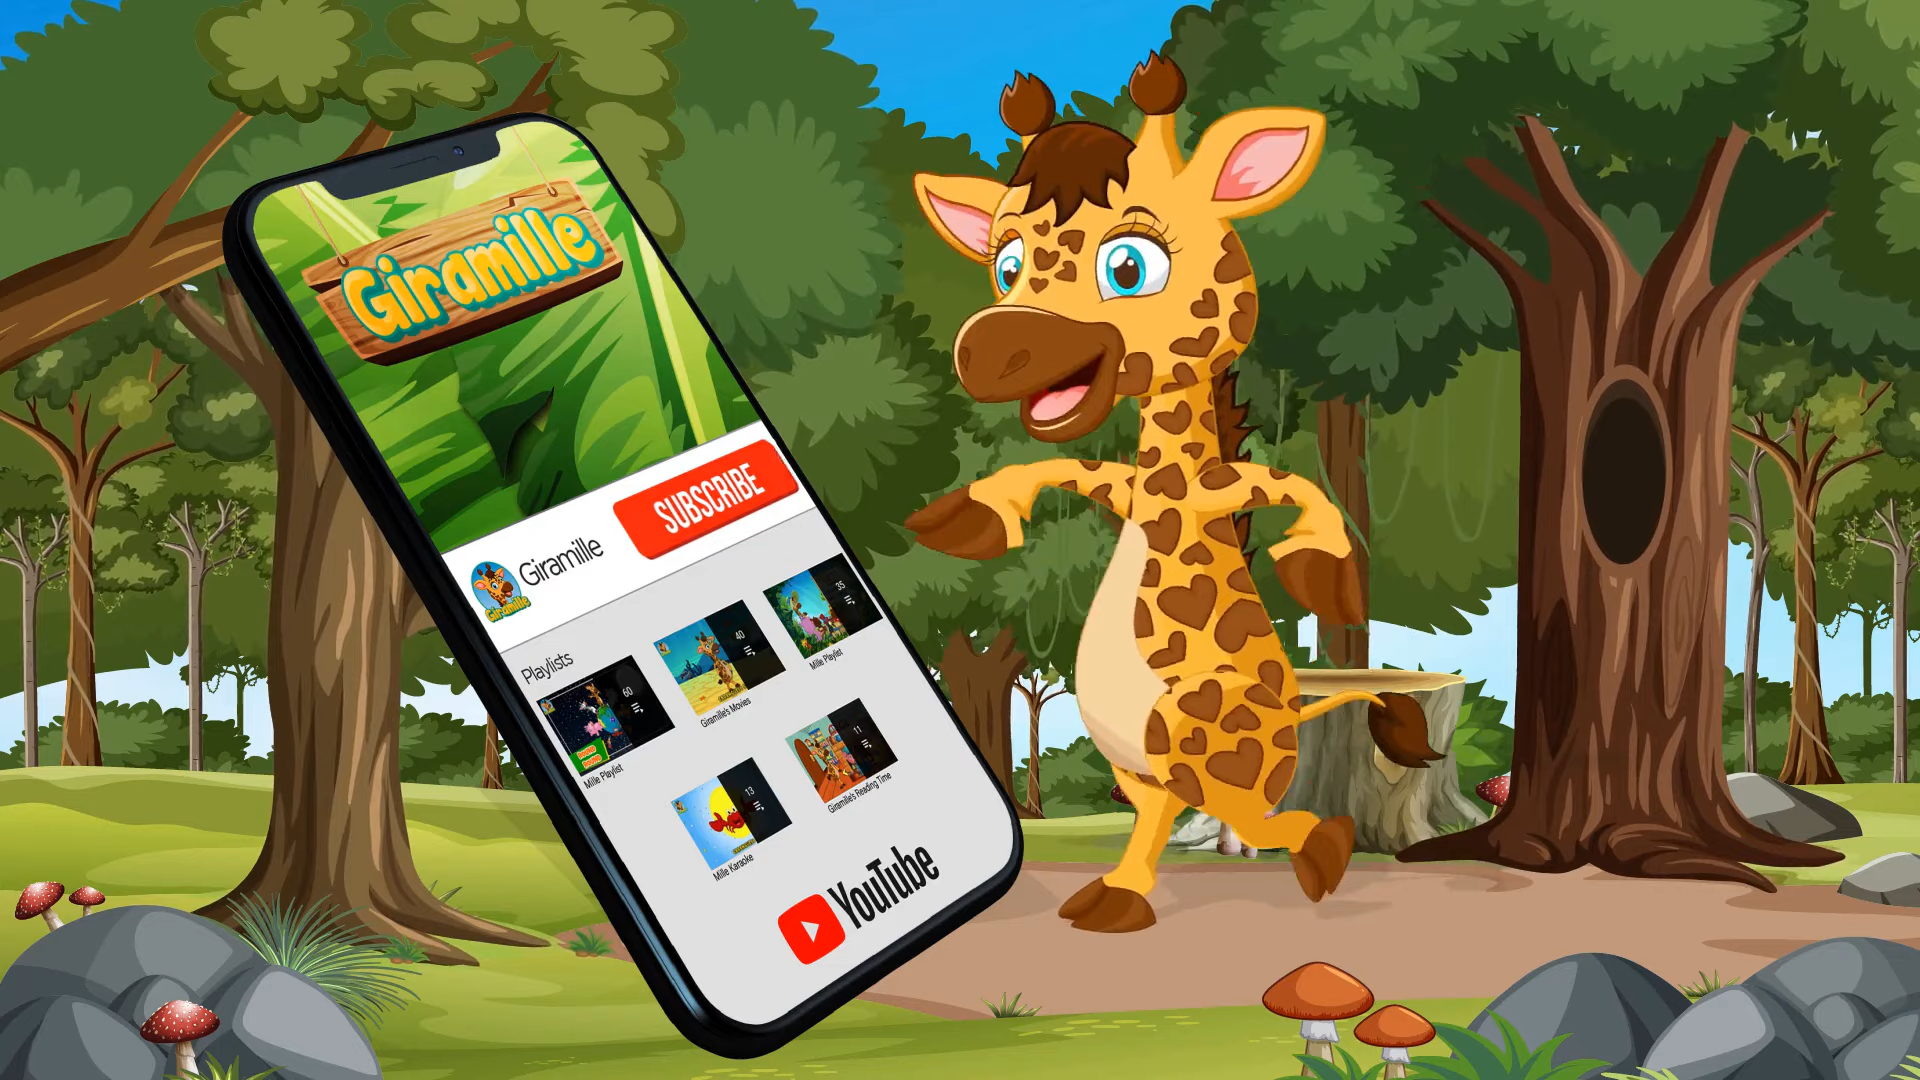 Giramille
SUBSCRIBE
Giramille
Giramille
Playlists
60
Mille Playlist
40
Giramille's Movies
35
Mille Playlist
13
Mille Karaoke
11
Giramille's Reading Time
YouTube